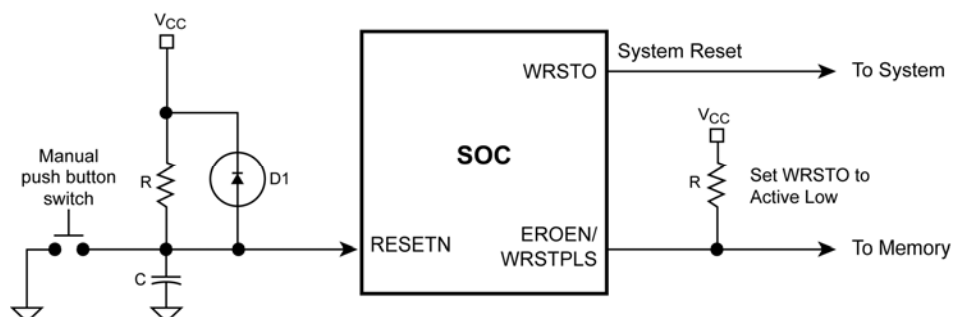 VCC
Manual
push button
switch
R
D1
C
RESETN
SOC
WRSTO
EROEN/
WRSTPLS
System Reset
To System
VCC
R
Set WRSTO to
Active Low
To Memory